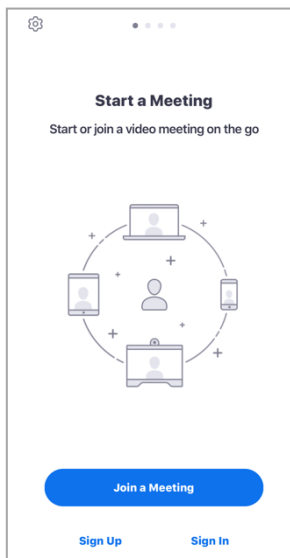 Start a Meeting
Start or join a video meeting on the go
Join a Meeting
Sign Up
Sign In